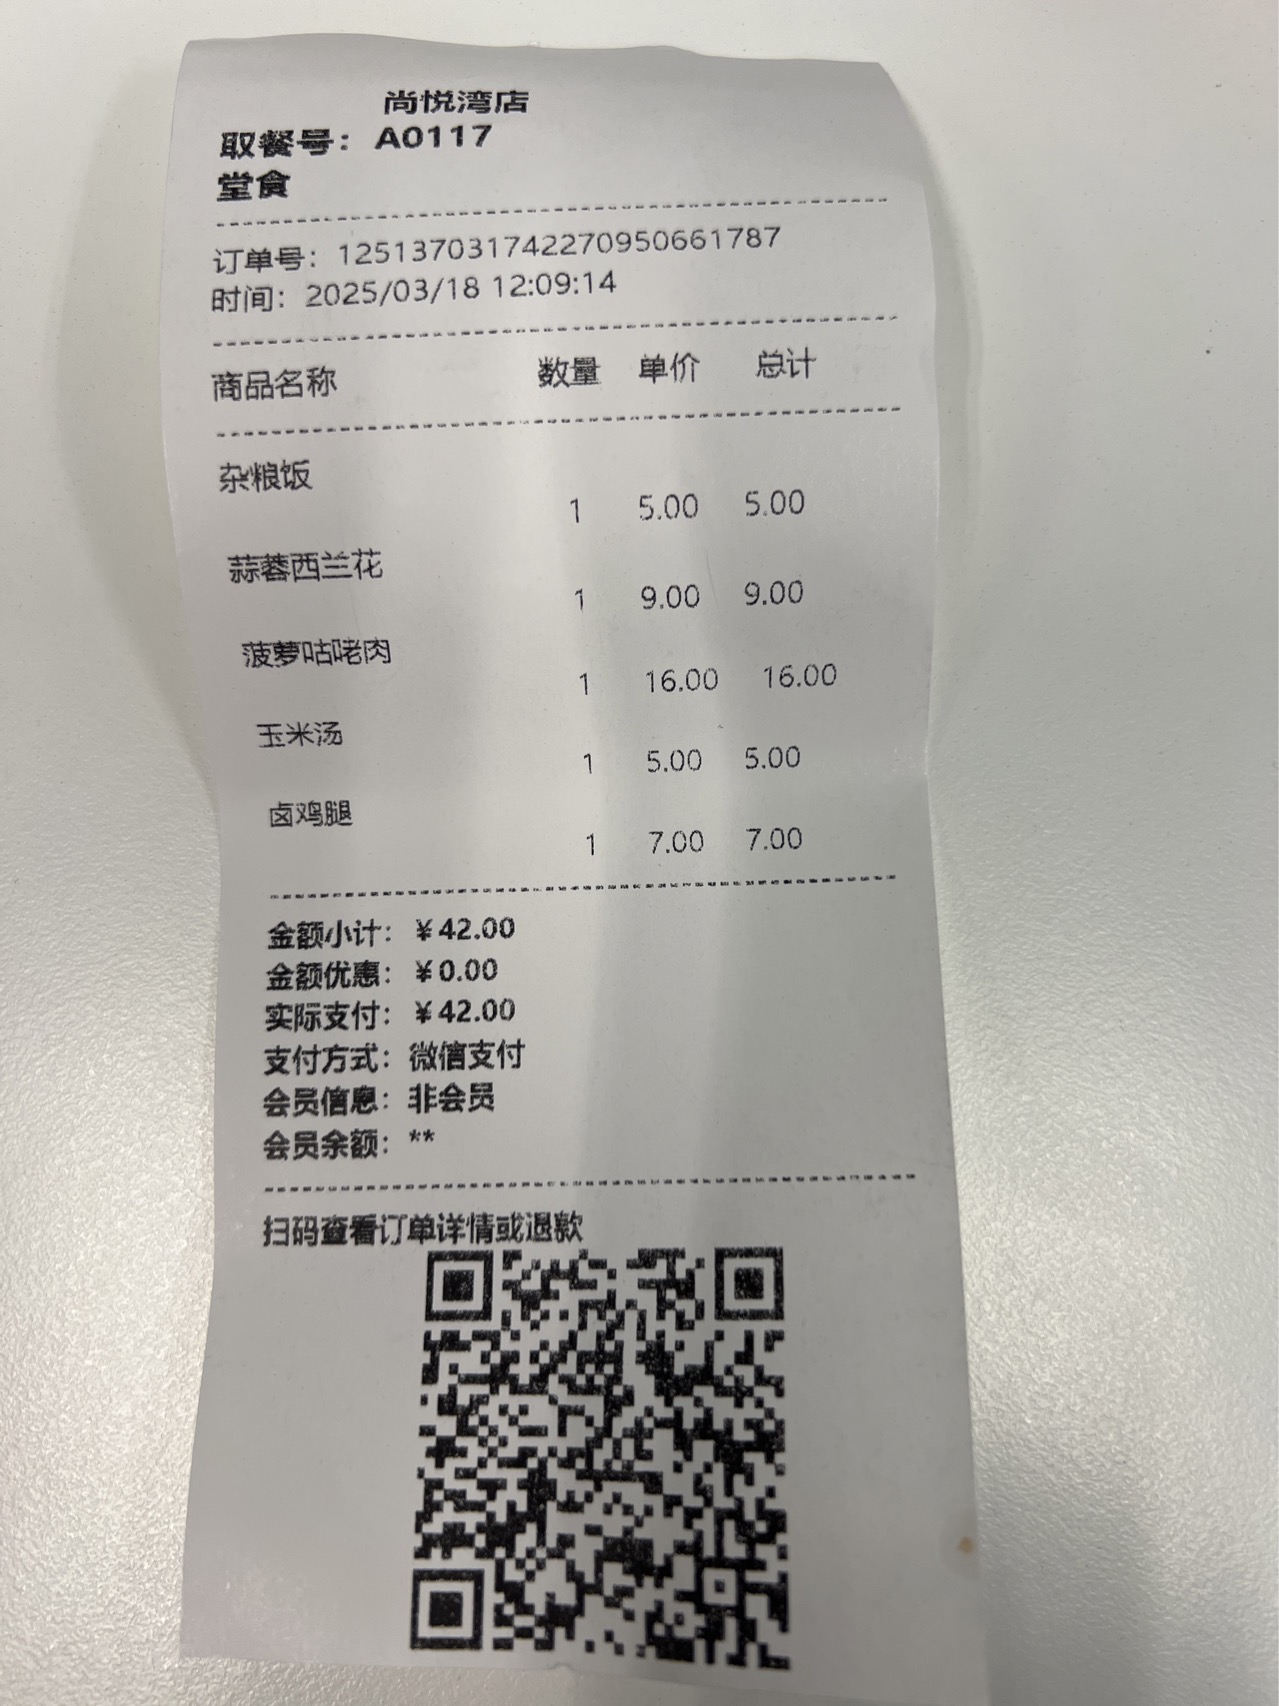 尚悦湾店
取餐号：A0117
堂食
订单号：1251370317422709506​61787
时间：2025/03/18 12:09:14
商品名称 数量 单价 总计
杂粮饭
1 5.00 5.00
蒜蓉西兰花
1 9.00 9.00
菠萝咕咾肉
1 16.00 16.00
玉米汤
1 5.00 5.00
卤鸡腿
1 7.00 7.00
金额小计：￥42.00
金额优惠：￥0.00
实际支付：￥42.00
支付方式：微信支付
会员信息：非会员
会员余额：**
扫码查看订单详情或退款